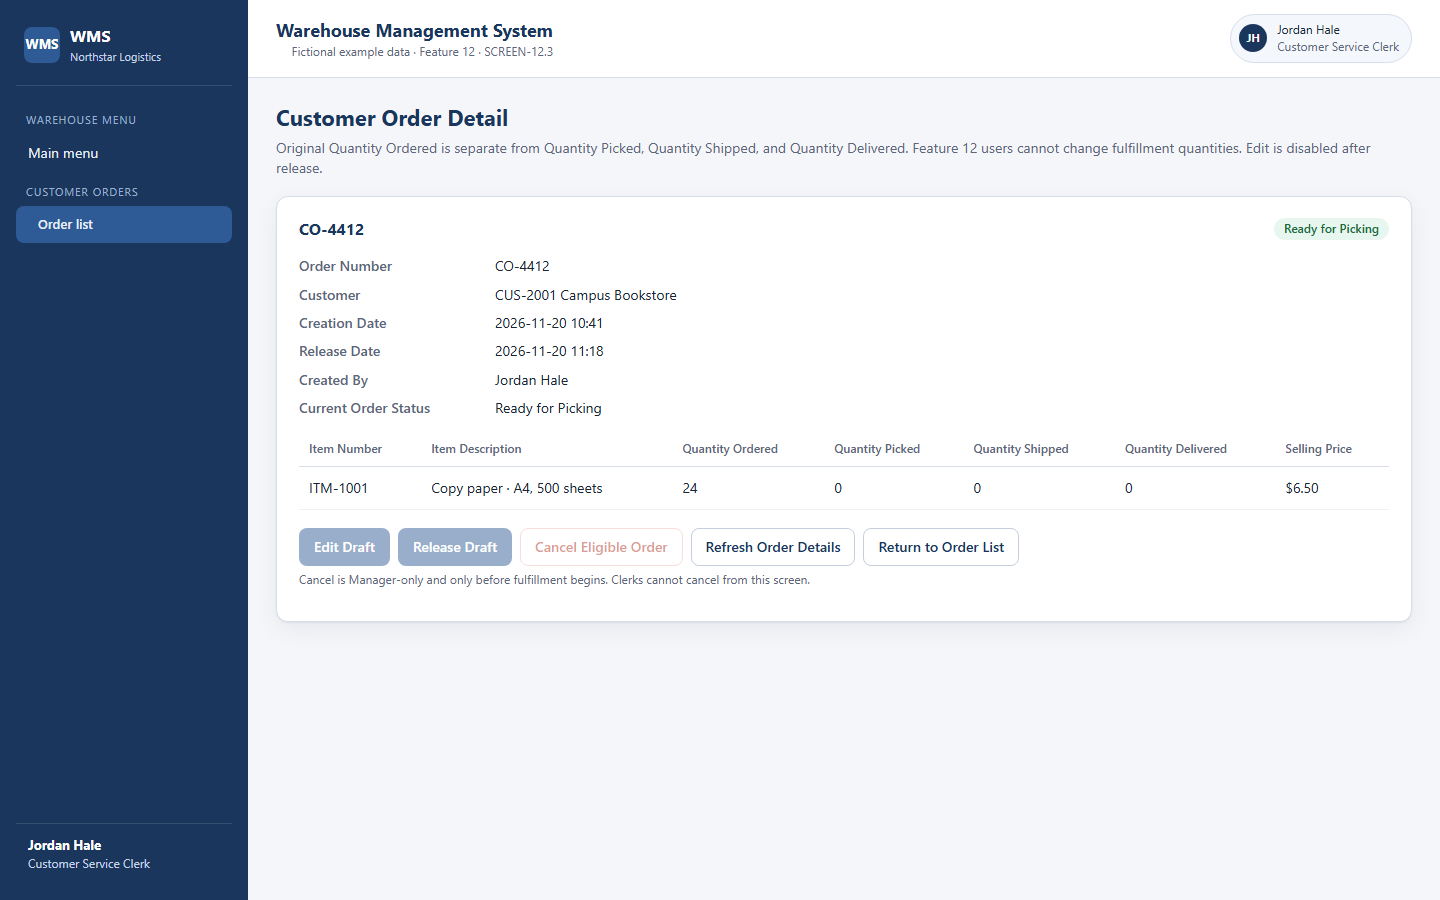 WMS
WMS
Northstar Logistics
WAREHOUSE MENU
Main menu
CUSTOMER ORDERS
Order list
Jordan Hale
Customer Service Clerk
Warehouse Management System
Fictional example data · Feature 12 · SCREEN-12.3
JH
Jordan Hale
Customer Service Clerk
Customer Order Detail
Original Quantity Ordered is separate from Quantity Picked, Quantity Shipped, and Quantity Delivered. Feature 12 users cannot change fulfillment quantities. Edit is disabled after
release.
CO-4412
Ready for Picking
Order Number CO-4412
Customer CUS-2001 Campus Bookstore
Creation Date 2026-11-20 10:41
Release Date 2026-11-20 11:18
Created By Jordan Hale
Current Order Status Ready for Picking
Item Number Item Description Quantity Ordered Quantity Picked Quantity Shipped Quantity Delivered Selling Price
ITM-1001 Copy paper · A4, 500 sheets 24 0 0 0 $6.50
Edit Draft Release Draft Cancel Eligible Order Refresh Order Details Return to Order List
Cancel is Manager-only and only before fulfillment begins. Clerks cannot cancel from this screen.